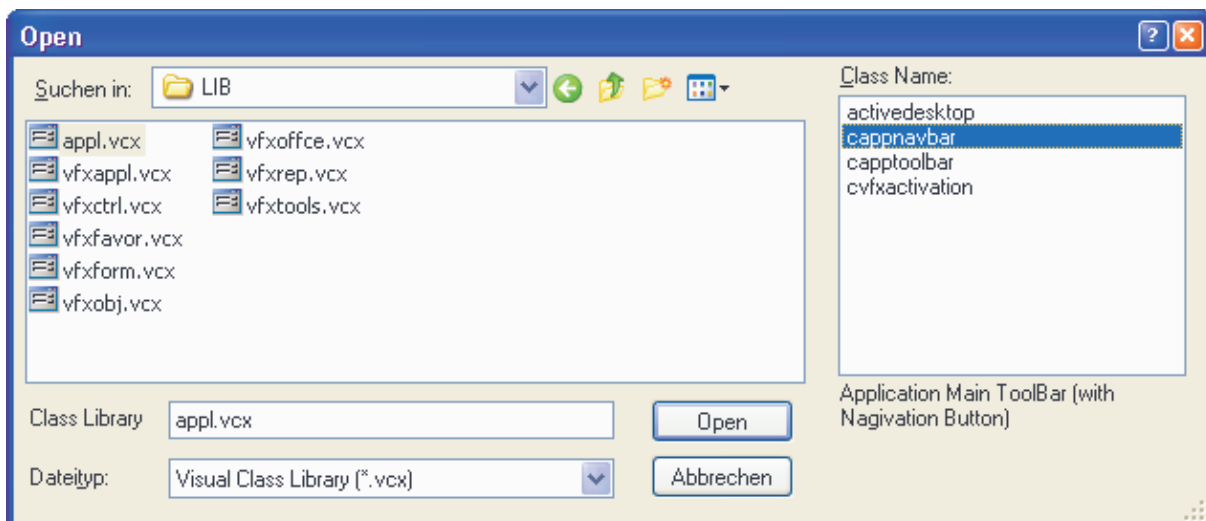 Open
Suchen in: LIB
Class Name:
appl.vcx vfxoffce.vcx
vfxappl.vcx vfxrep.vcx
vfxctrl.vcx vfxtools.vcx
vfxfavor.vcx
vfxform.vcx
vfxobj.vcx
activedesktop
cappnavbar
capptoolbar
cvfxactivation
Application Main ToolBar (with
Nagivation Button)
Class Library appl.vcx Open
Dateityp: Visual Class Library (*.vcx) Abbrechen